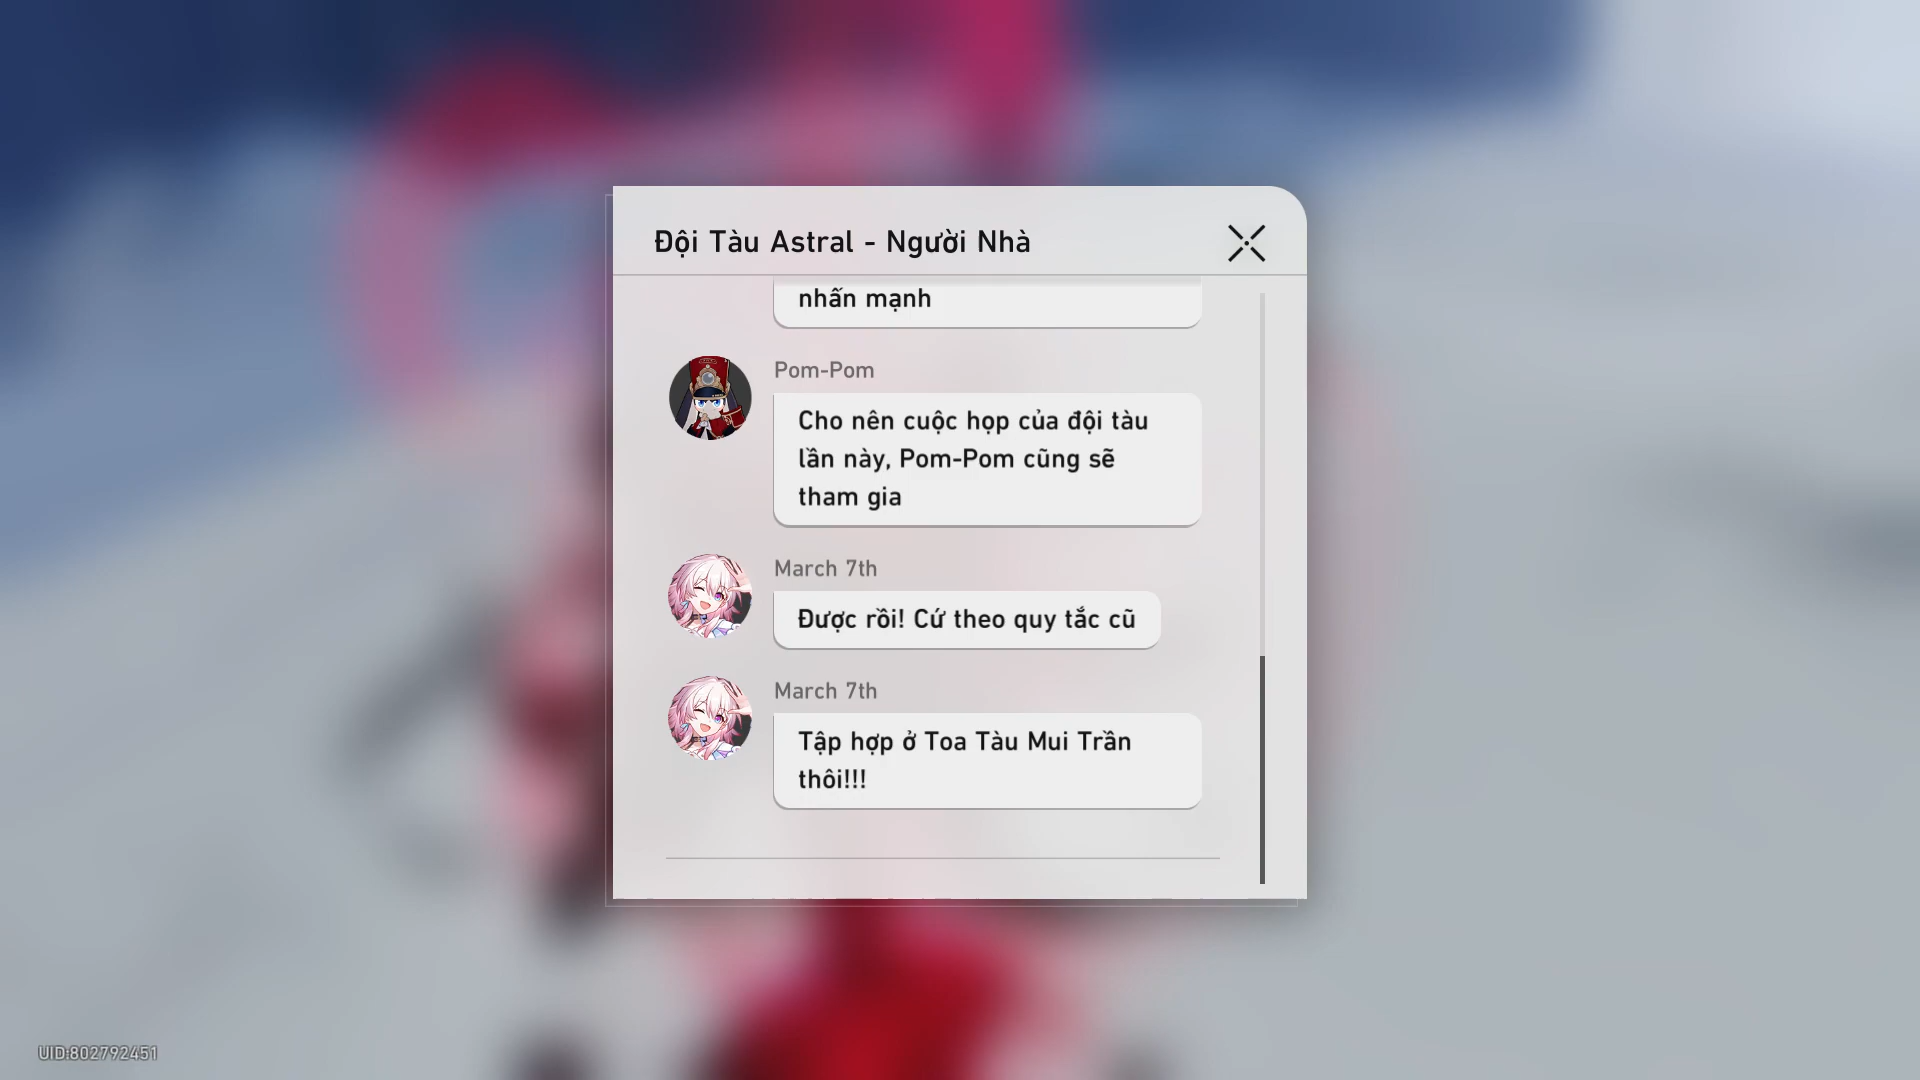 Đội Tàu Astral - Người Nhà
nhấn mạnh
Pom-Pom
Cho nên cuộc họp của đội tàu
lần này, Pom-Pom cũng sẽ
tham gia
March 7th
Được rồi! Cứ theo quy tắc cũ
March 7th
Tập hợp ở Toa Tàu Mui Trần
thôi!!!
UID:802792451